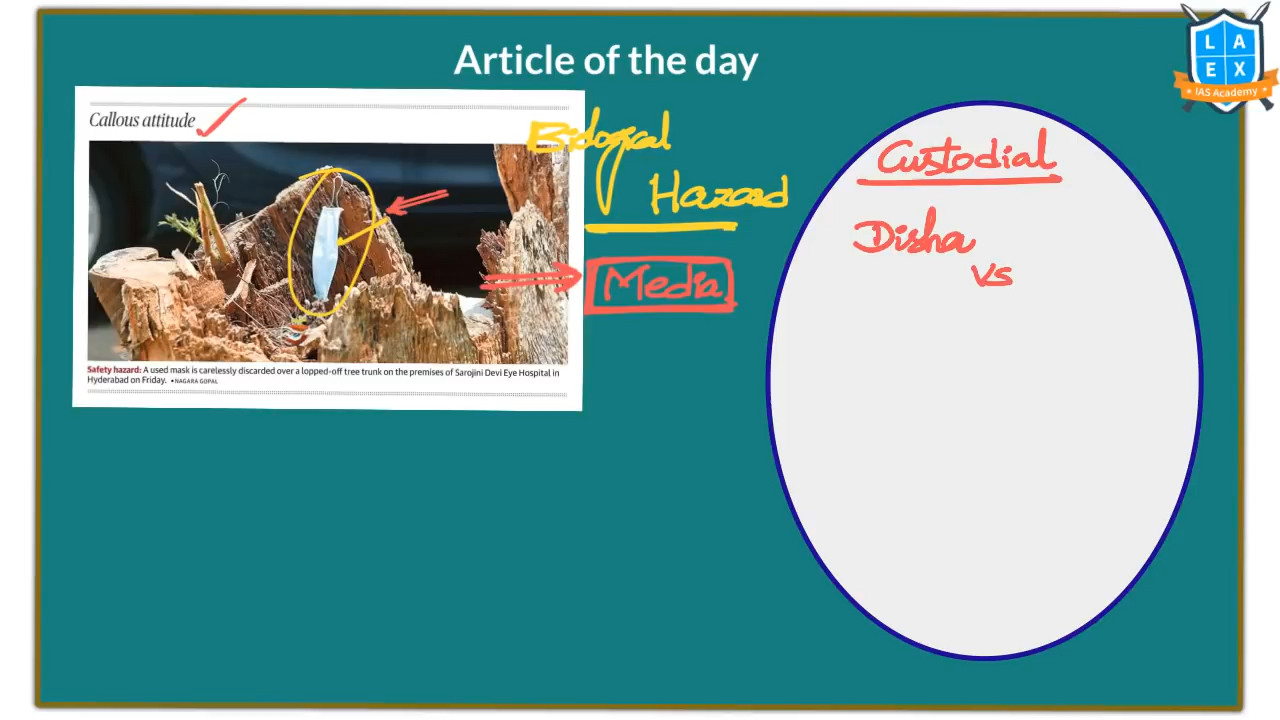 Article of the day
L A
E X
IAS Academy
Callous attitude
Safety hazard: A used mask is carelessly discarded over a lopped-off tree trunk on the premises of Sarojini Devi Eye Hospital in
Hyderabad on Friday. •NAGARA GOPAL
Biological
Hazard
Media
Custodial
Disha
vs